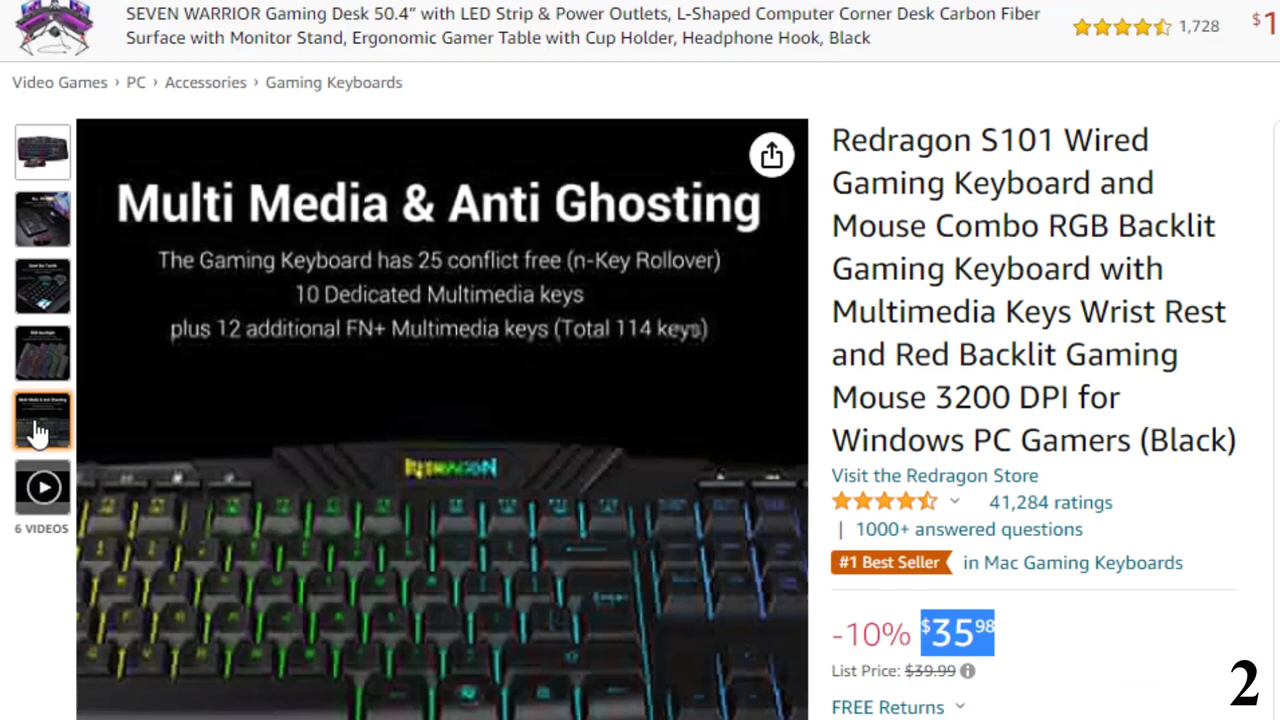 SEVEN WARRIOR Gaming Desk 50.4” with LED Strip & Power Outlets, L-Shaped Computer Corner Desk Carbon Fiber
Surface with Monitor Stand, Ergonomic Gamer Table with Cup Holder, Headphone Hook, Black
1,728
$1
Video Games › PC › Accessories › Gaming Keyboards
Multi Media & Anti Ghosting
The Gaming Keyboard has 25 conflict free (n-Key Rollover)
10 Dedicated Multimedia keys
plus 12 additional FN+ Multimedia keys (Total 114 keys)
REDRAGON
6 VIDEOS
Redragon S101 Wired
Gaming Keyboard and
Mouse Combo RGB Backlit
Gaming Keyboard with
Multimedia Keys Wrist Rest
and Red Backlit Gaming
Mouse 3200 DPI for
Windows PC Gamers (Black)
Visit the Redragon Store
41,284 ratings
| 1000+ answered questions
#1 Best Seller in Mac Gaming Keyboards
-10% $3598
List Price: $39.99
FREE Returns
2